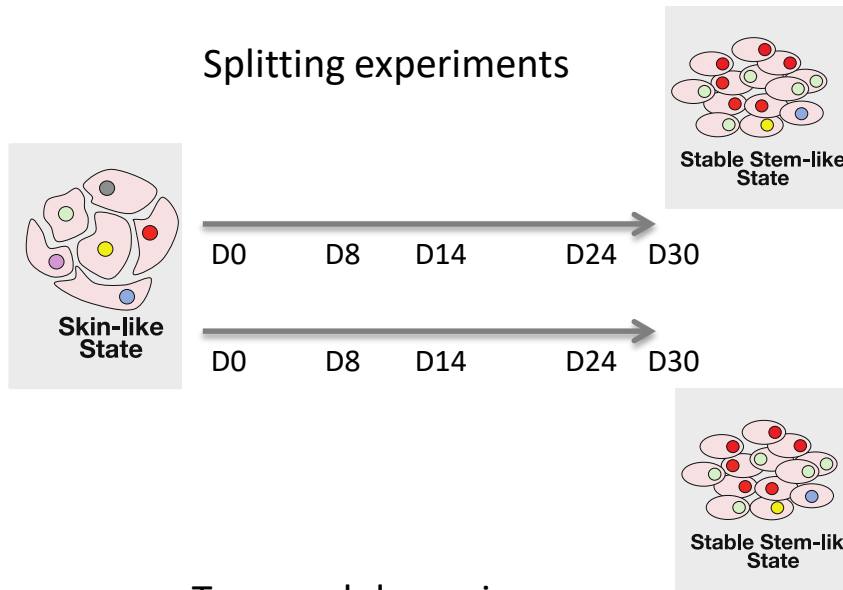 Splitting experiments
Stable Stem-like
State
D0 D8 D14 D24 D30
Skin-like
State
D0 D8 D14 D24 D30
Stable Stem-lik
State